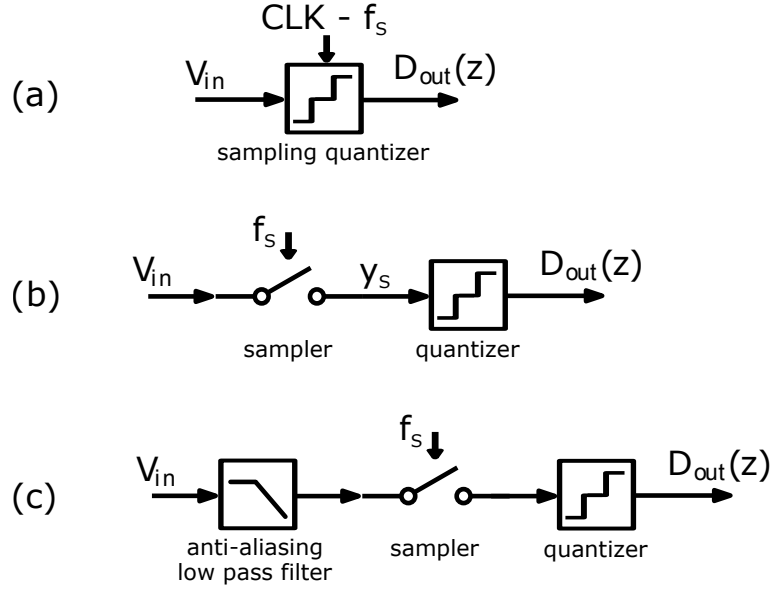 CLK - fs
(a) Vin Dout(z)
sampling quantizer
fs
(b) Vin ys Dout(z)
sampler quantizer
fs
(c) Vin Dout(z)
anti-aliasing
low pass filter
sampler quantizer